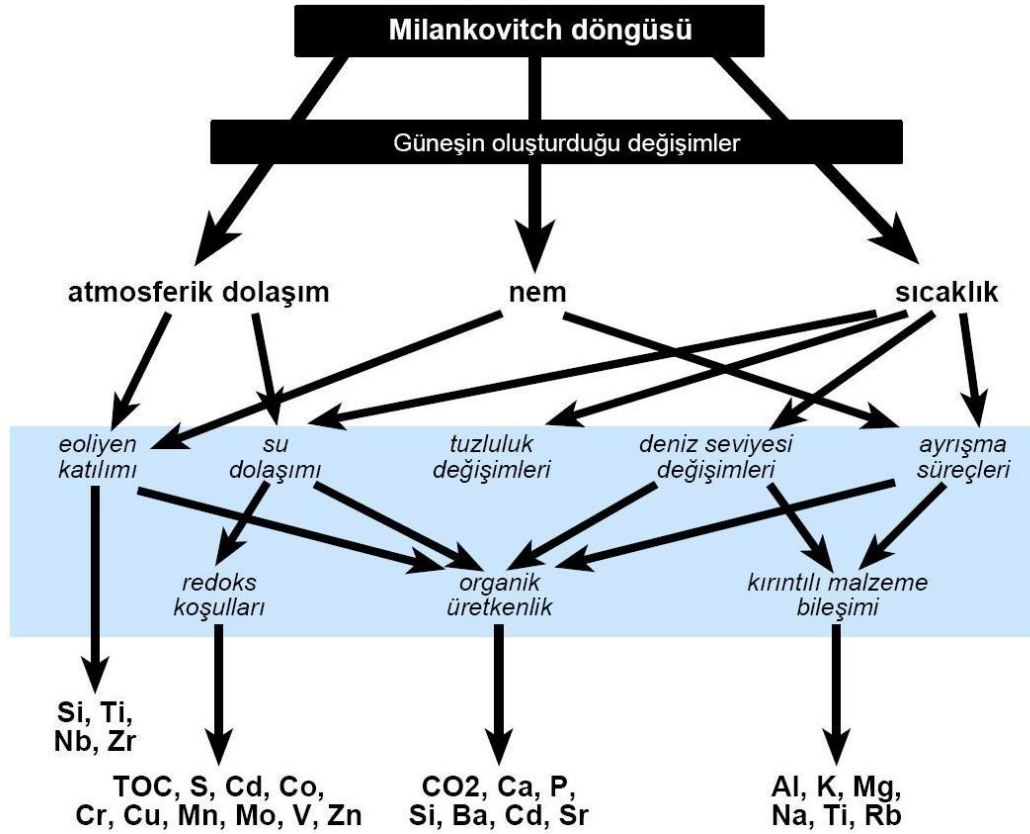 Milankovitch döngüsü
Güneşin oluşturduğu değişimler
atmosferik dolaşım
nem
sıcaklık
eoliyen
katılımı
su
dolaşımı
tuzluluk
değişimleri
deniz seviyesi
değişimleri
ayrışma
süreçleri
redoks
koşulları
organik
üretkenlik
kırıntılı malzeme
bileşimi
Si, Ti,
Nb, Zr
TOC, S, Cd, Co,
Cr, Cu, Mn, Mo, V, Zn
CO2, Ca, P,
Si, Ba, Cd, Sr
Al, K, Mg,
Na, Ti, Rb